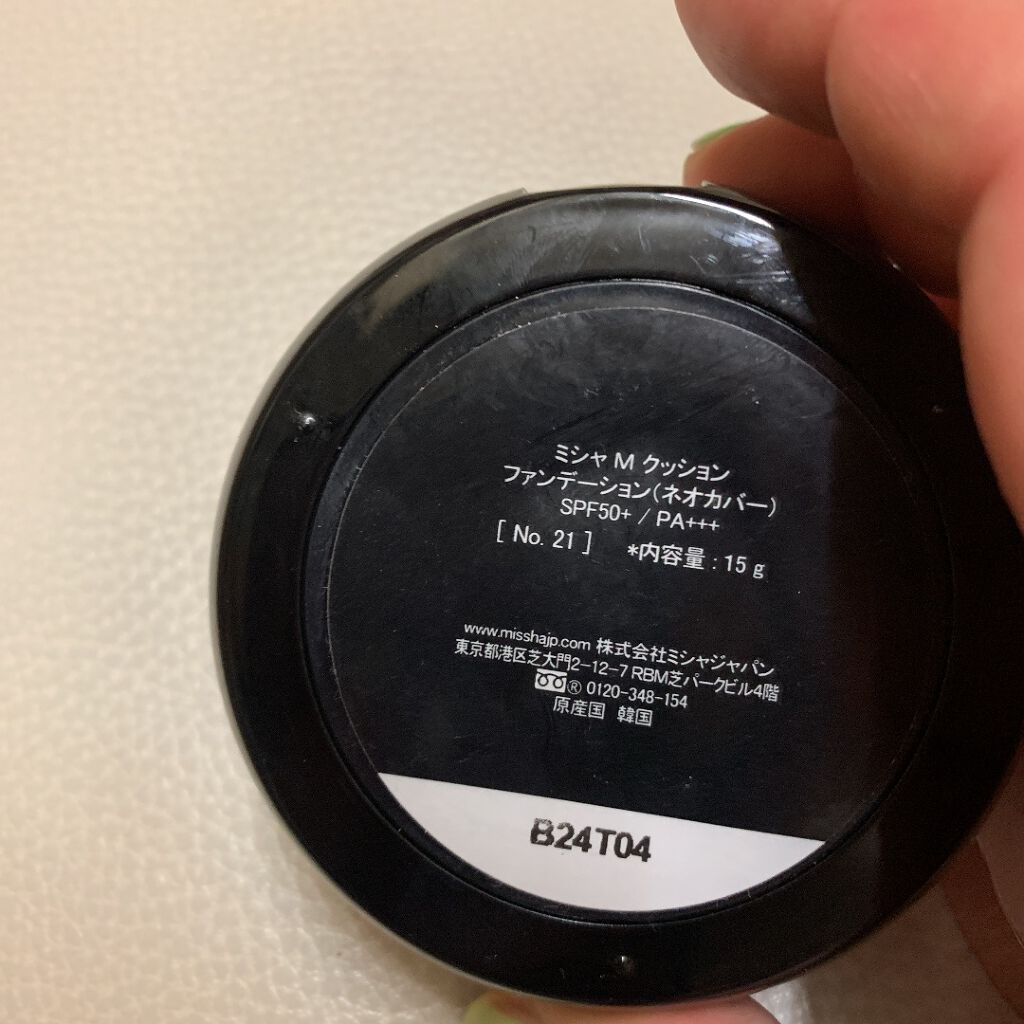 ミシャ M クッション
ファンデーション(ネオカバー)
SPF50+ / PA+++
[ No. 21 ] *内容量 : 15 g
www.misshajp.com 株式会社ミシャジャパン
東京都港区芝大門2-12-7 RBM芝パークビル4階
® 0120-348-154
原産国 韓国
B24T04